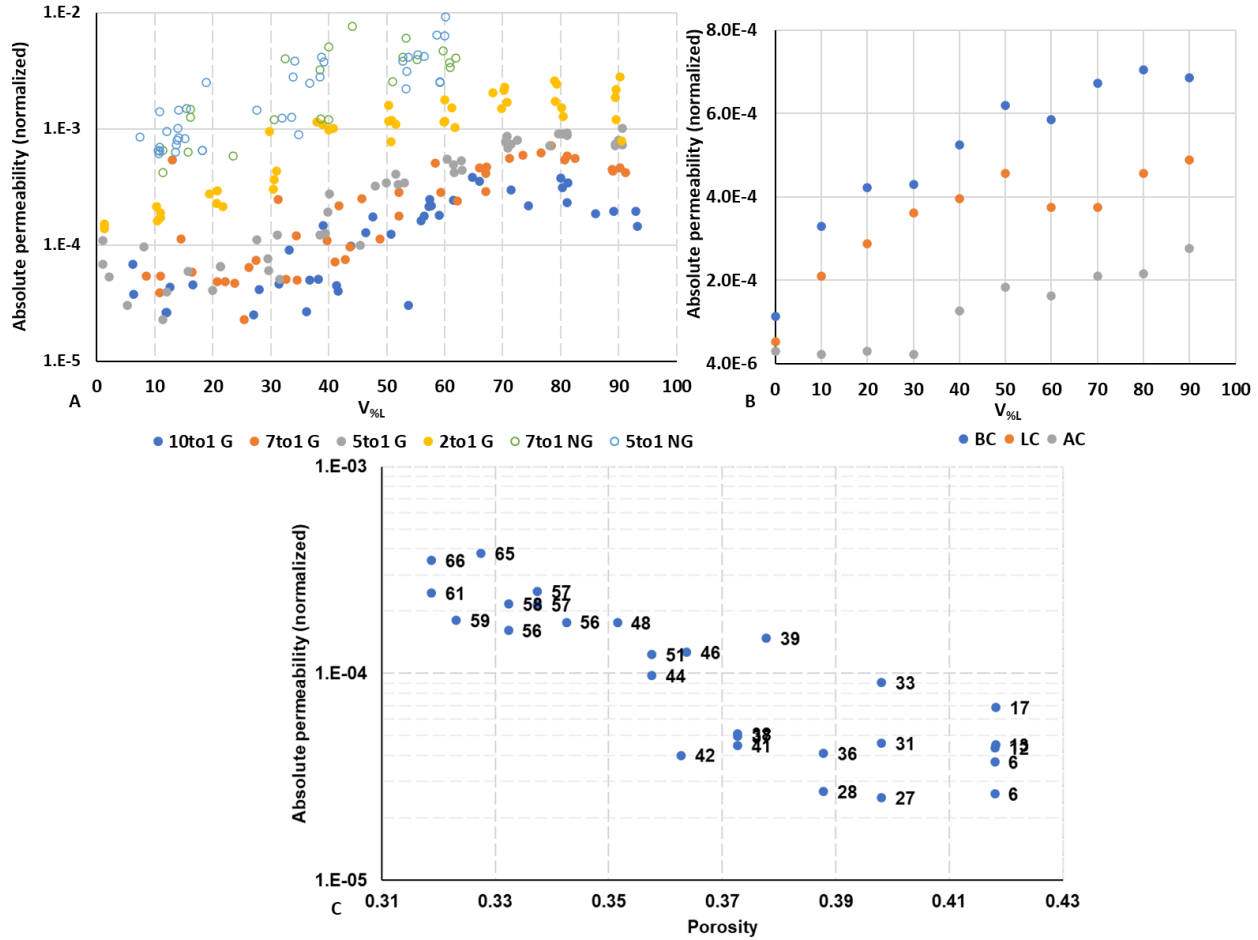 Absolute permeability (normalized)
1.E-2
1.E-3
1.E-4
1.E-5
0 10 20 30 40 50 60 70 80 90 100
A
V%L
10to1 G 7to1 G 5to1 G 2to1 G 7to1 NG 5to1 NG
Absolute permeability (normalized)
8.0E-4
6.0E-4
4.0E-4
2.0E-4
4.0E-6
0 10 20 30 40 50 60 70 80 90 100
B
V%L
BC LC AC
Absolute permeability (normalized)
1.E-03
1.E-04
1.E-05
66 65
61 57
58 57
59 56 56 48
51 46 39
44
33
17
38
41
42 36 31
12
6
28 27 6
0.31 0.33 0.35 0.37 0.39 0.41 0.43
C
Porosity